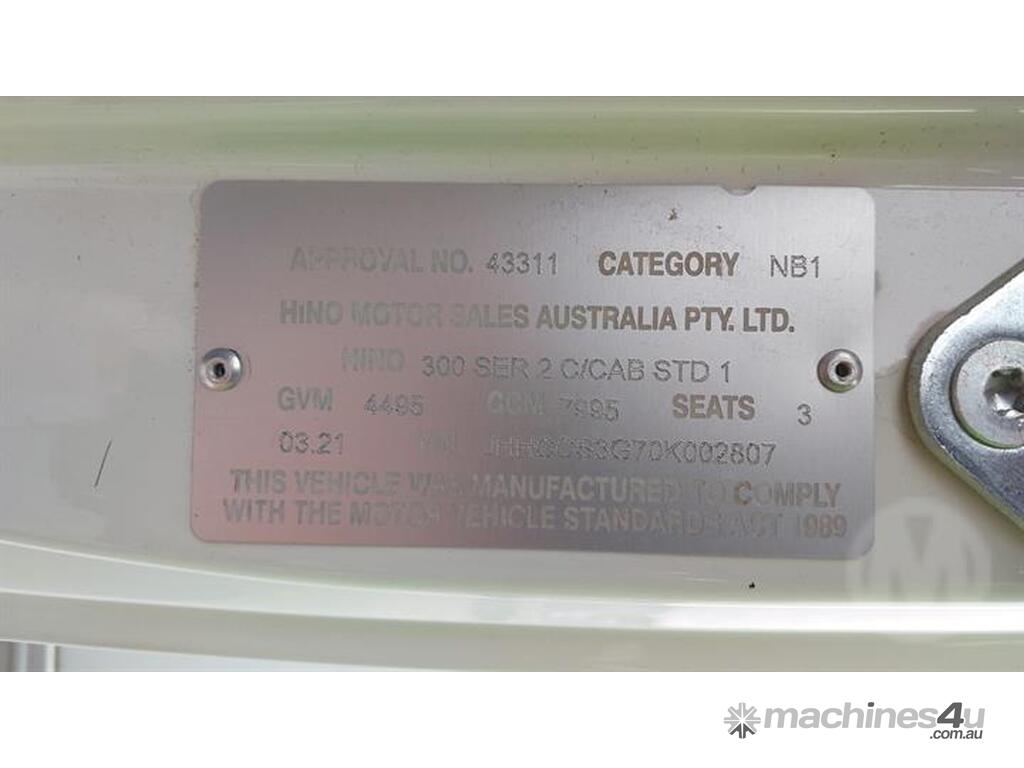 APPROVAL NO. 43311 CATEGORY NB1
HINO MOTOR SALES AUSTRALIA PTY. LTD.
HINO 300 SER 2 C/CAB STD 1
GVM 4495 GCM 7995 SEATS 3
03.21 VIN
THIS VEHICLE WAS MANUFACTURED TO COMPLY
WITH THE MOTOR VEHICLE STANDARDS ACT 1989
M
machines4u
.com.au